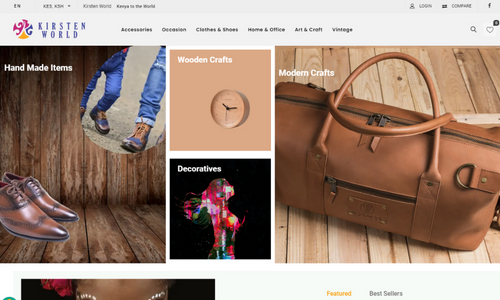 EN
KES, KSH
Kirsten World
Kenya to the World
LOGIN
COMPARE
KIRSTEN
WORLD
Accessories
Occasion
Clothes & Shoes
Home & Office
Art & Craft
Vintage
0
Hand Made Items
Wooden Crafts
Modern Crafts
Decoratives
Featured
Best Sellers